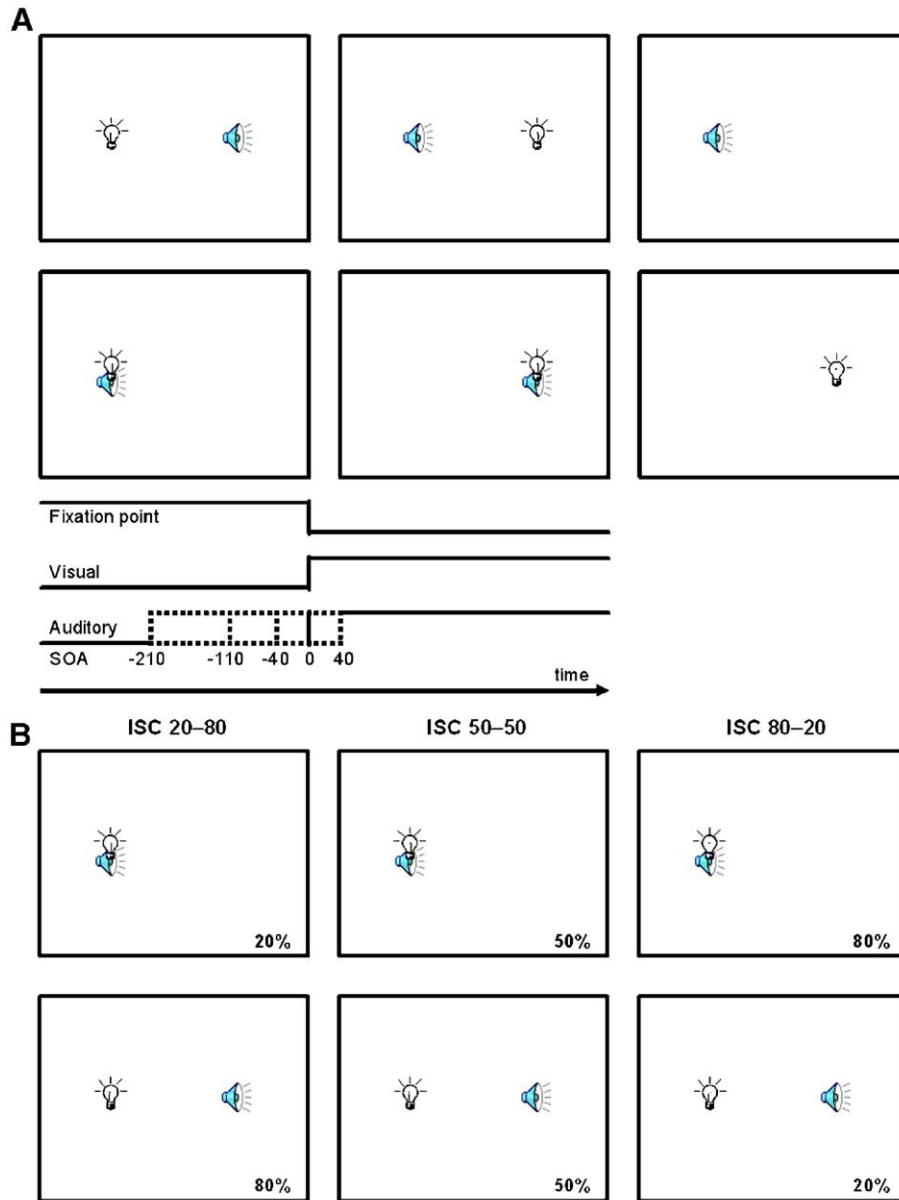 A
Fixation point
Visual
Auditory
SOA -210 -110 -40 0 40
time
B
ISC 20–80 ISC 50–50 ISC 80–20
20% 50% 80%
80% 50% 20%